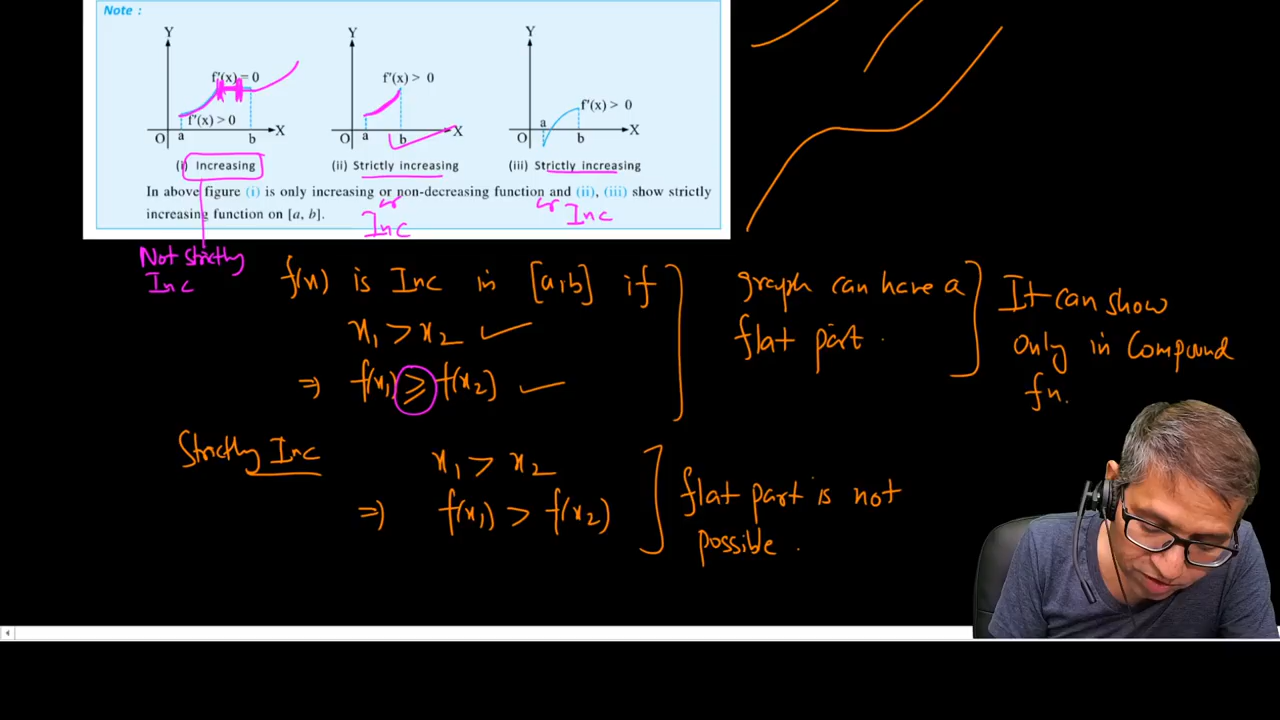 Note :
Y
Y
Y
f'(x) = 0
f'(x) > 0
f'(x) > 0
f'(x) > 0
O a b X
O a b X
O a b X
(i) Increasing
(ii) Strictly increasing
(iii) Strictly increasing
In above figure (i) is only increasing or non-decreasing function and (ii), (iii) show strictly
increasing function on [a, b].
or
Inc
or Inc
Not strictly
Inc
f(x) is Inc in [a,b] if
x1 > x2
⇒ f(x1) ≥ f(x2)
graph can have a
flat part .
It can show
only in Compound
fn.
Strictly Inc
x1 > x2
⇒ f(x1) > f(x2)
flat part is not
possible .